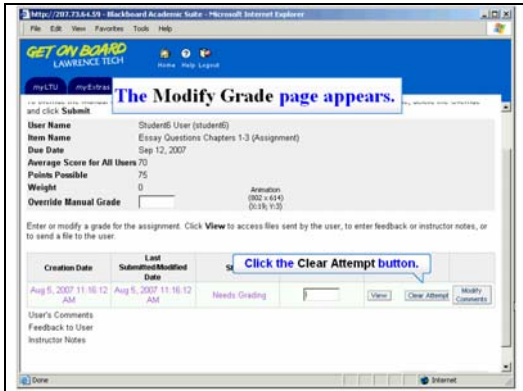 http://207.73.64.59 - Blackboard Academic Suite - Microsoft Internet Explorer
File Edit View Favorites Tools Help
GET ON BOARD
LAWRENCE TECH
Home Help Logout
myLTU myExtras
The Modify Grade page appears.
and click Submit.
User Name Student6 User (student6)
Item Name Essay Questions Chapters 1-3 (Assignment)
Due Date Sep 12, 2007
Average Score for All Users 70
Points Possible 75
Weight 0
Override Manual Grade
Animation
(802 x 614)
(X:19; Y:3)
Enter or modify a grade for the assignment. Click View to access files sent by the user, to enter feedback or instructor notes, or
to send a file to the user.
Click the Clear Attempt button.
Creation Date Last Submitted/Modified Date
Aug 5, 2007 11:16:12 AM Aug 5, 2007 11:16:12 AM Needs Grading View Clear Attempt Modify Comments
User's Comments
Feedback to User
Instructor Notes
Done Internet